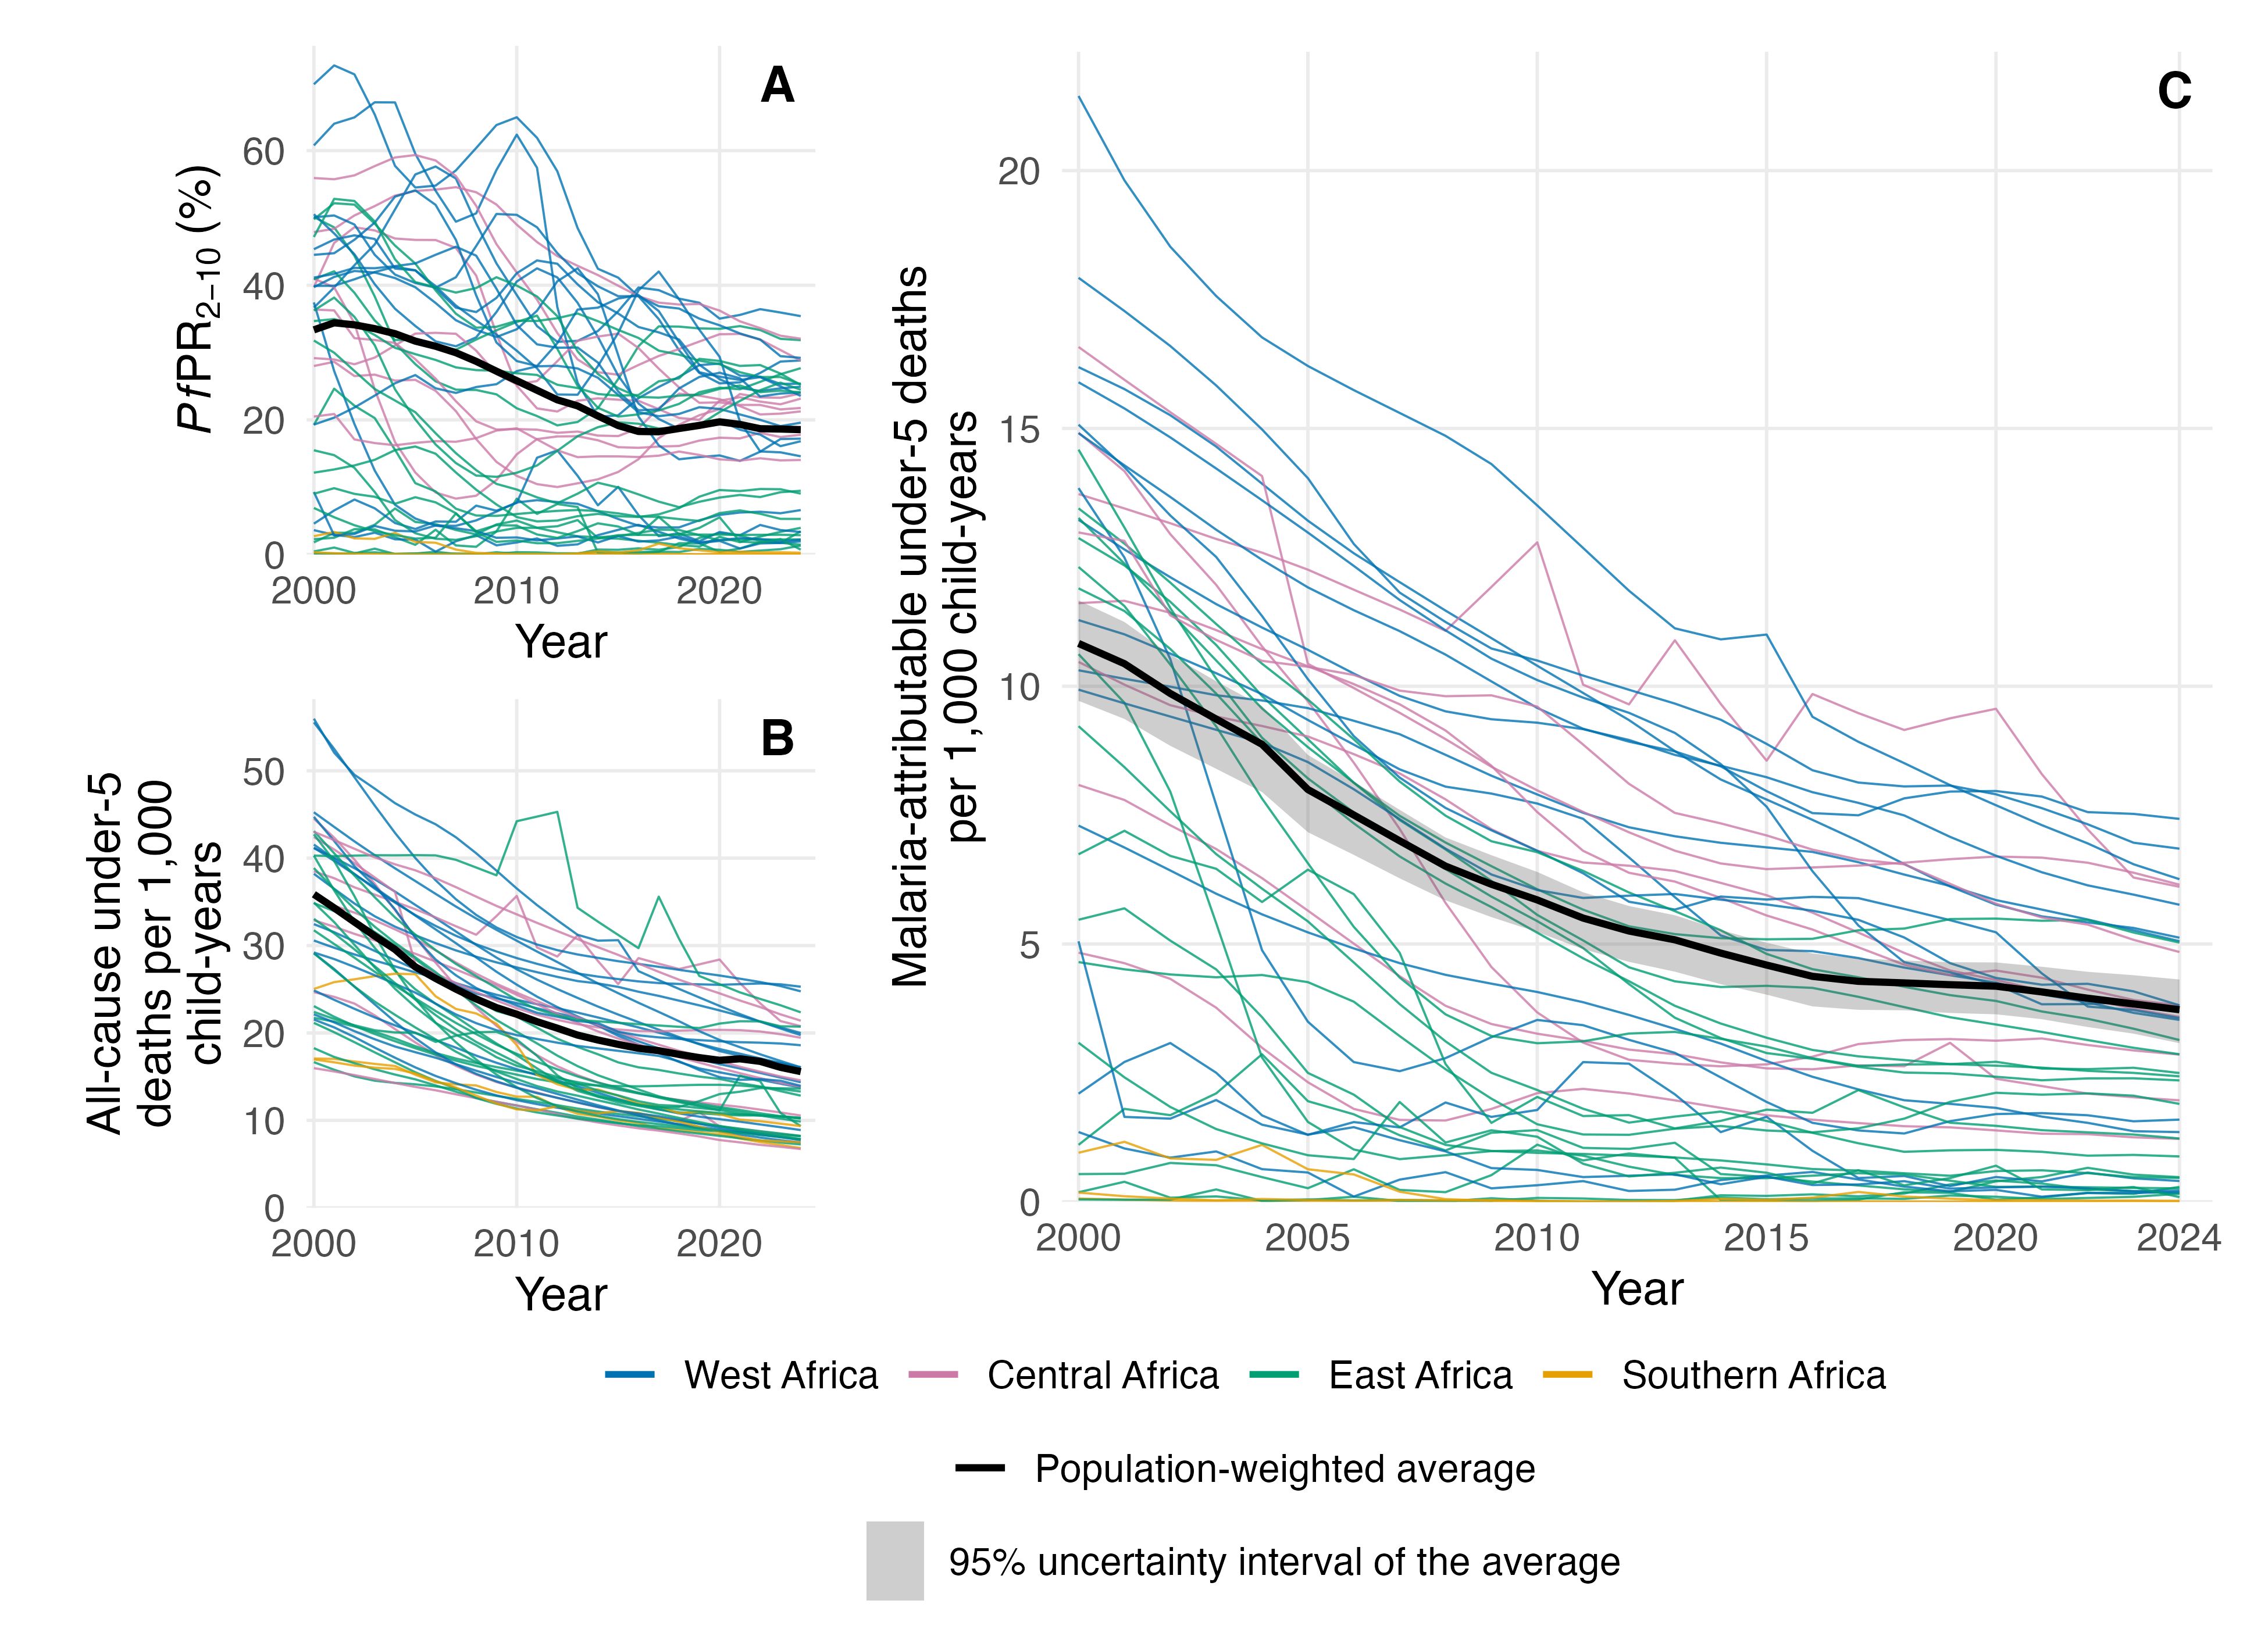 A
PfPR2−10 (%)
60
40
20
0
2000
2010
2020
Year
B
All-cause under-5
deaths per 1,000
child-years
50
40
30
20
10
0
2000
2010
2020
Year
C
Malaria-attributable under-5 deaths
per 1,000 child-years
20
15
10
5
0
2000
2005
2010
2015
2020
2024
Year
West Africa
Central Africa
East Africa
Southern Africa
Population-weighted average
95% uncertainty interval of the average